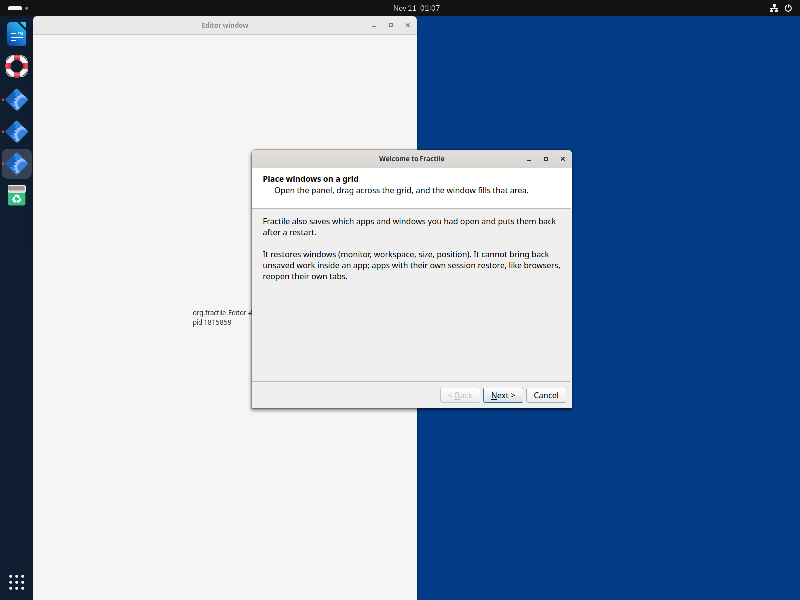 Nov 11 01:07
Editor window
Welcome to Fractile
Place windows on a grid
Open the panel, drag across the grid, and the window fills that area.
Fractile also saves which apps and windows you had open and puts them back
after a restart.
It restores windows (monitor, workspace, size, position). It cannot bring back
unsaved work inside an app; apps with their own session restore, like browsers,
reopen their own tabs.
org.fractile.Editor #
pid 1815859
< Back
Next >
Cancel